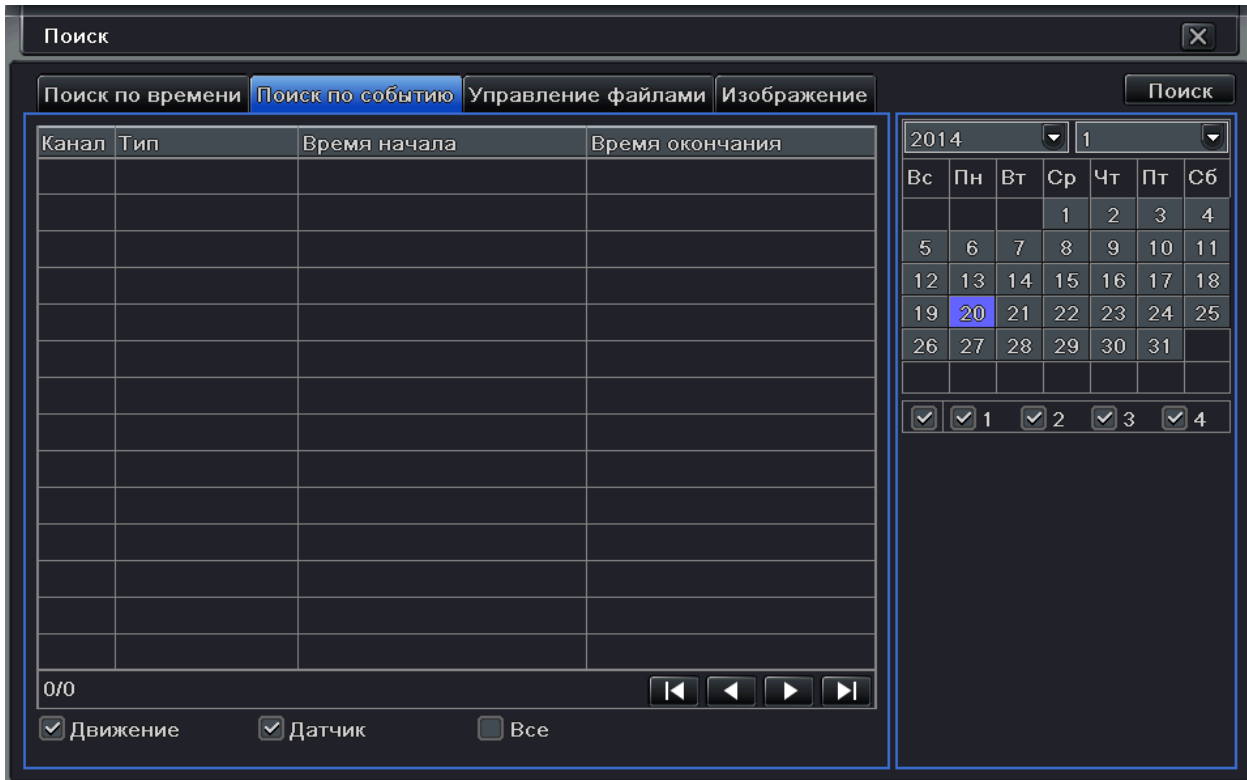 Поиск
Поиск по времени Поиск по событию Управление файлами Изображение
Поиск
Канал Тип Время начала Время окончания
0/0
Движение Датчик Все
2014 1
Вс Пн Вт Ср Чт Пт Сб
1 2 3 4
5 6 7 8 9 10 11
12 13 14 15 16 17 18
19 20 21 22 23 24 25
26 27 28 29 30 31
1 2 3 4